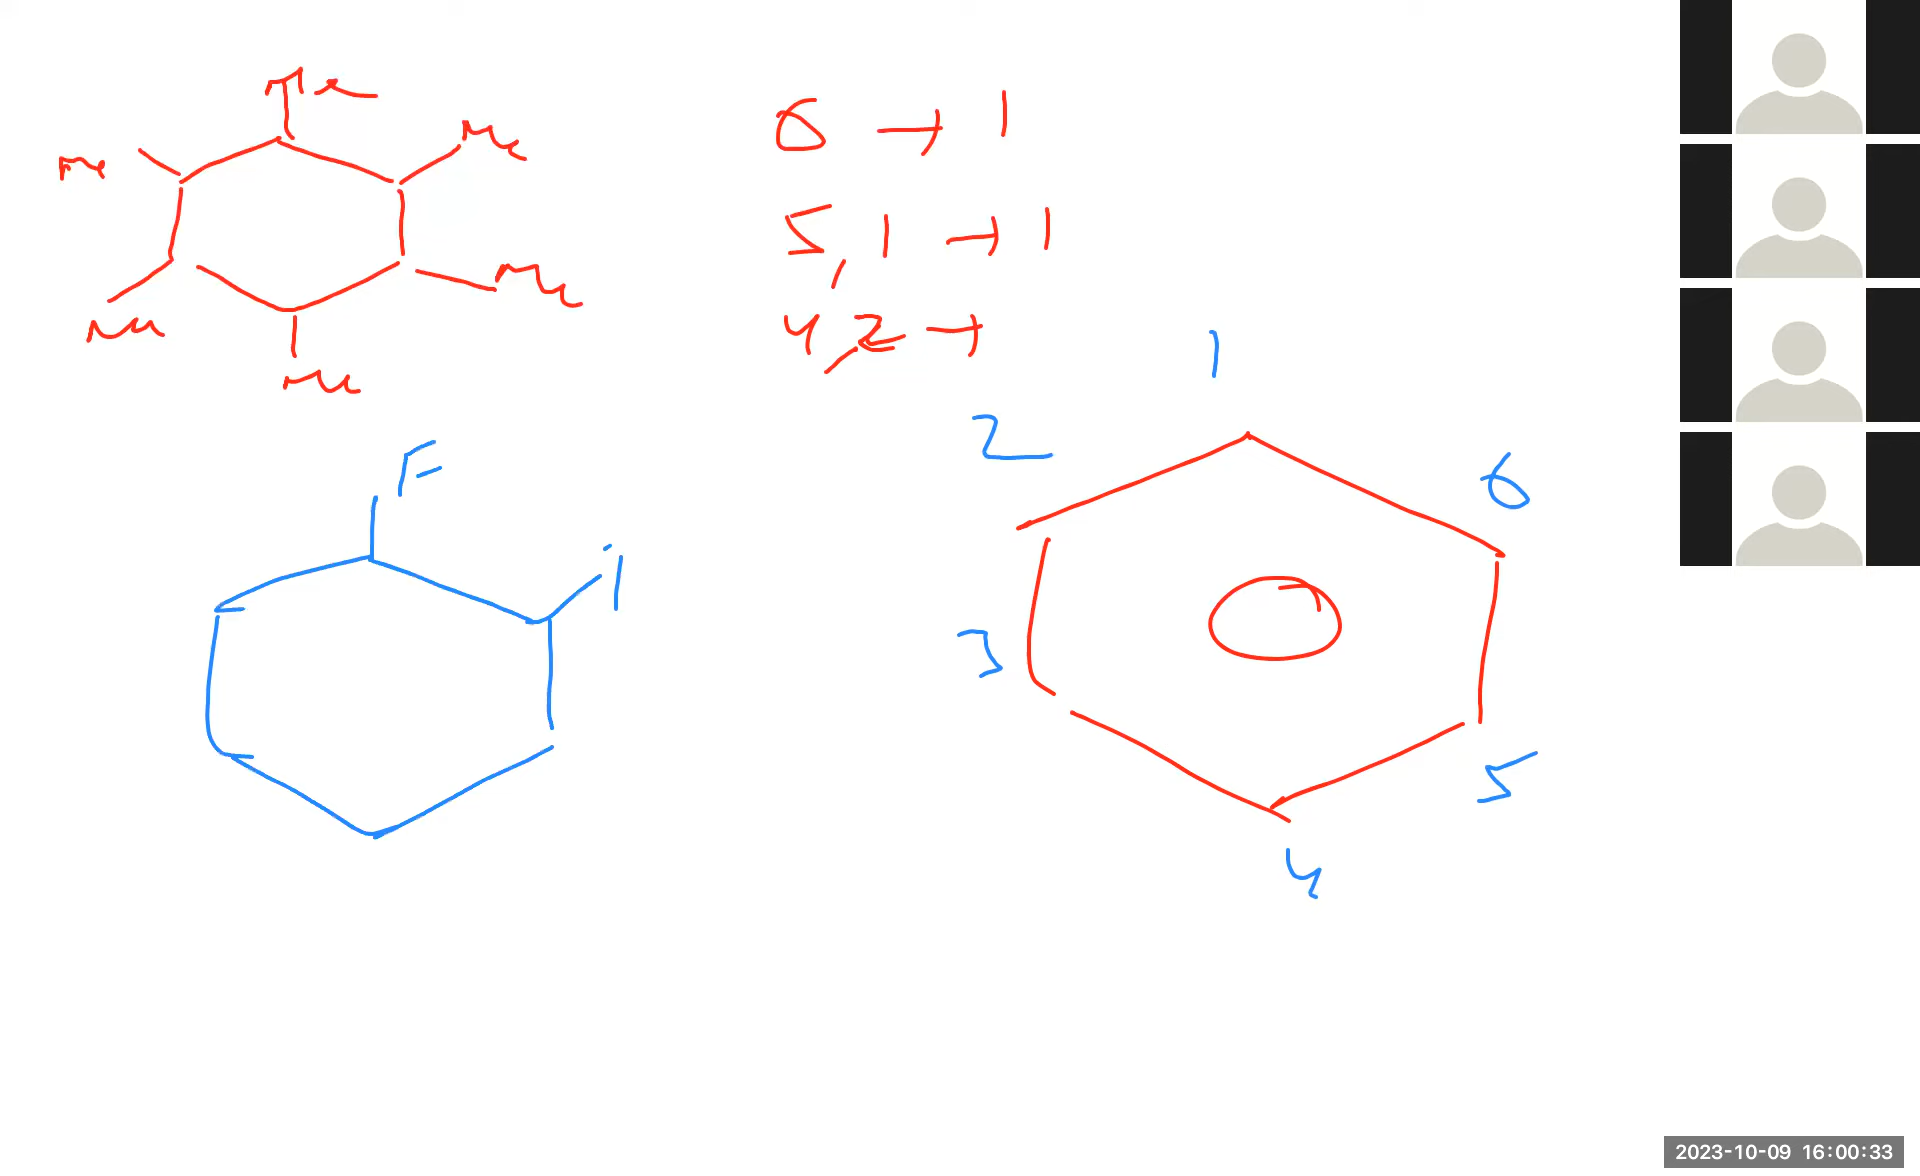 me
me
me
me
me
me
6 → 1
5, 1 → 1
4, 2 →
F
i
1
2
6
3
5
4
2023-10-09 16:00:33